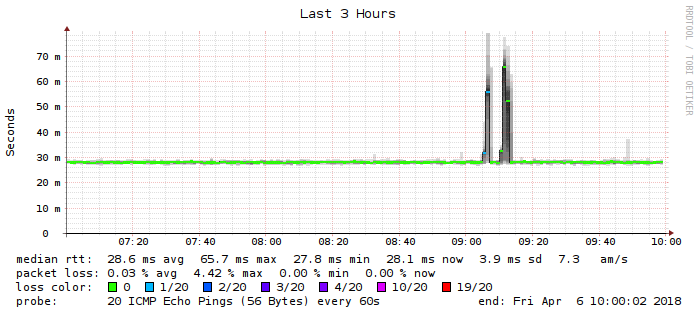 Last 3 Hours
RRDTOOL / TOBI OETIKER
Seconds
70 m
60 m
50 m
40 m
30 m
20 m
10 m
0
07:20 07:40 08:00 08:20 08:40 09:00 09:20 09:40 10:00
median rtt: 28.6 ms avg 65.7 ms max 27.8 ms min 28.1 ms now 3.9 ms sd 7.3 am/s
packet loss: 0.03 % avg 4.42 % max 0.00 % min 0.00 % now
loss color: 0 1/20 2/20 3/20 4/20 10/20 19/20
probe: 20 ICMP Echo Pings (56 Bytes) every 60s end: Fri Apr 6 10:00:02 2018